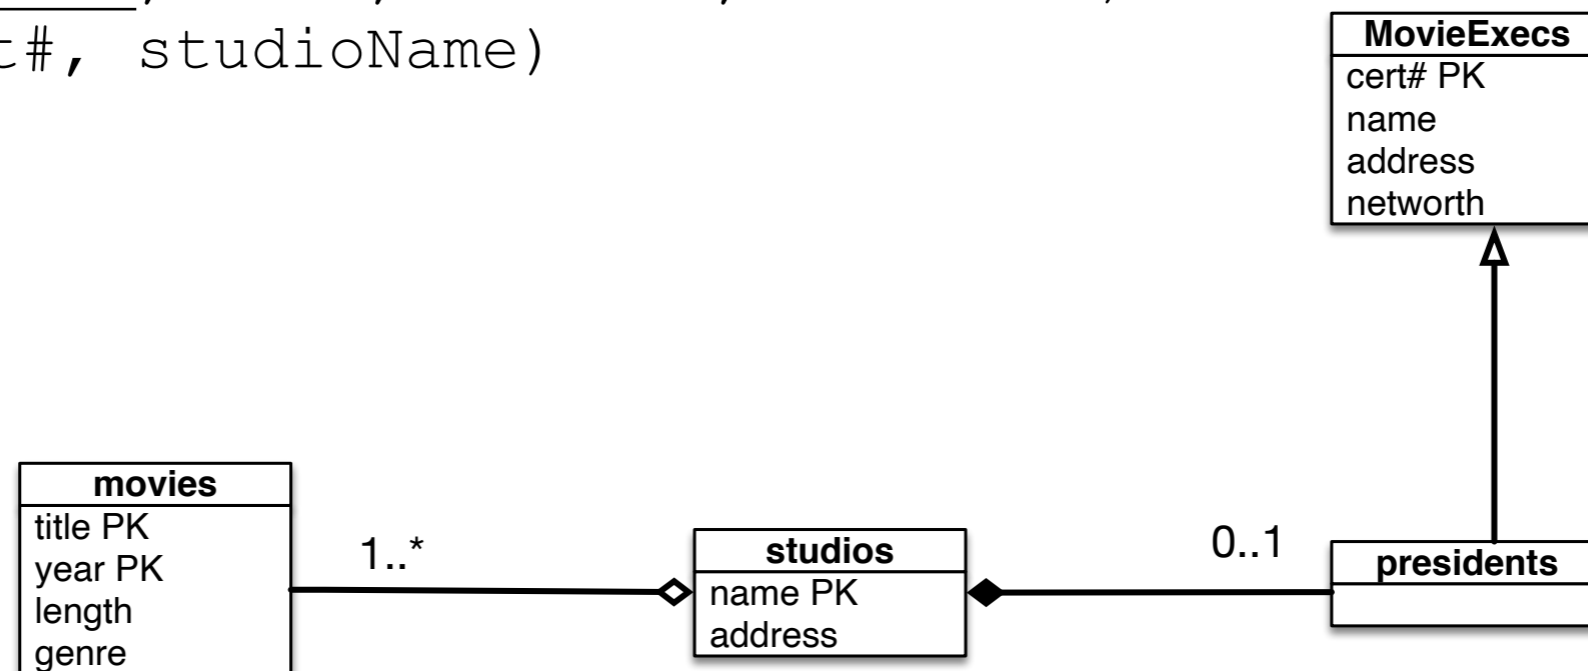 t#, studioName)
MovieExecs
cert# PK
name
address
networth
movies
title PK
year PK
length
genre
1..*
studios
name PK
address
0..1
presidents